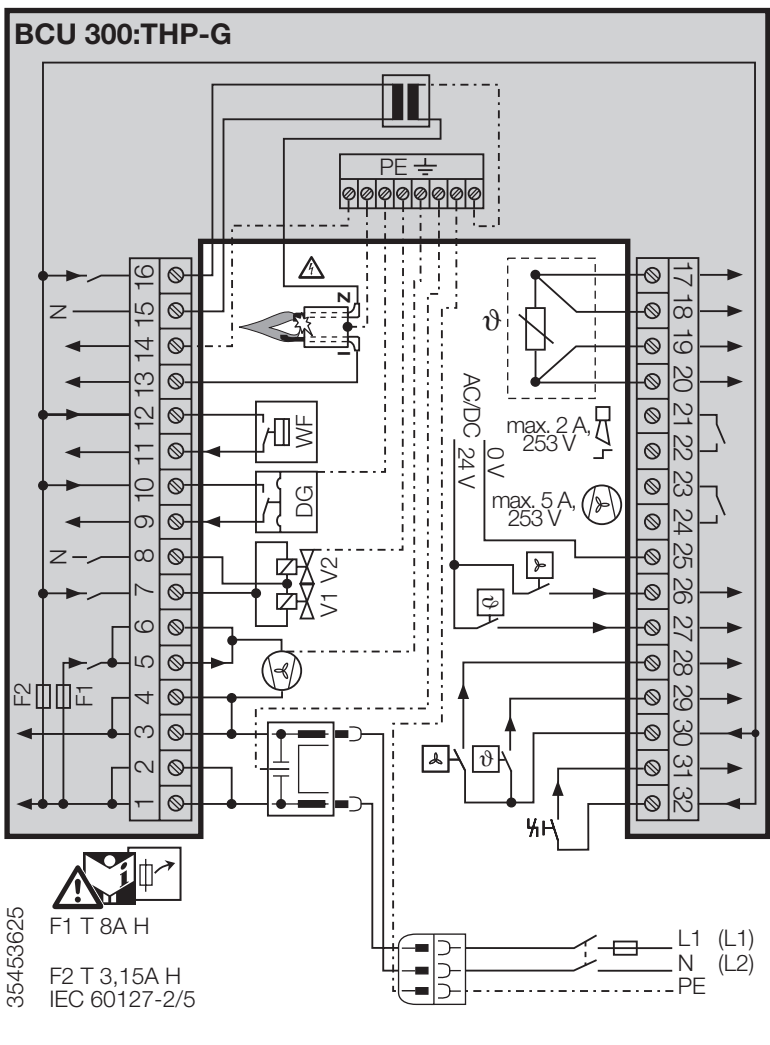 BCU 300:THP-G
PE
16
15
14
13
12
11
10
9
8
7
6
5
4
3
2
1
N
N
F2
F1
Z
I
WF
DG
V1 V2
ϑ
AC/DC 24 V
0 V
max. 2 A,
253 V
max. 5 A,
253 V
ϑ
ϑ
17
18
19
20
21
22
23
24
25
26
27
28
29
30
31
32
F1 T 8A H
F2 T 3,15A H
IEC 60127-2/5
35453625
L1 (L1)
N (L2)
PE